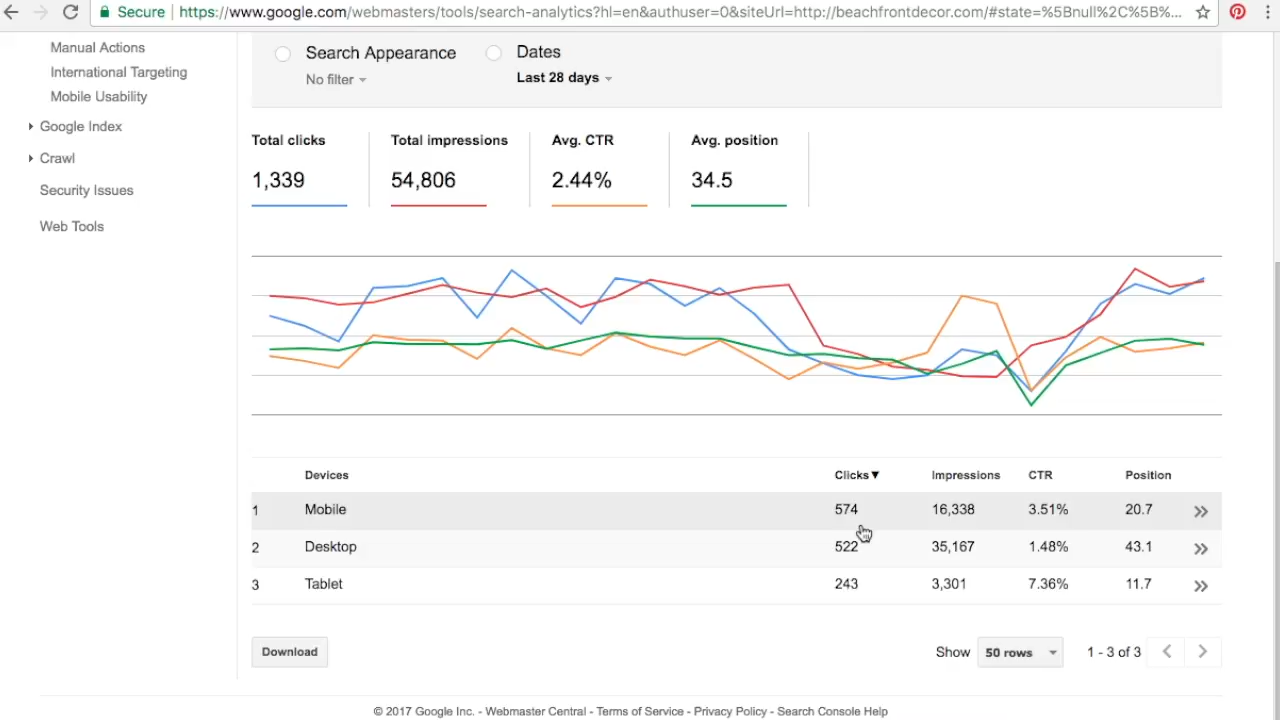 Secure https://www.google.com/webmasters/tools/search-analytics?hl=en&authuser=0&siteUrl=http://beachfrontdecor.com/#state=%5Bnull%2C%5B%...
Manual Actions
International Targeting
Mobile Usability
Google Index
Crawl
Security Issues
Web Tools
Search Appearance
No filter
Dates
Last 28 days
Total clicks Total impressions Avg. CTR Avg. position
1,339 54,806 2.44% 34.5
Devices Clicks▼ Impressions CTR Position
1 Mobile 574 16,338 3.51% 20.7 »
2 Desktop 522 35,167 1.48% 43.1 »
3 Tablet 243 3,301 7.36% 11.7 »
Download Show 50 rows 1 - 3 of 3
© 2017 Google Inc. - Webmaster Central - Terms of Service - Privacy Policy - Search Console Help